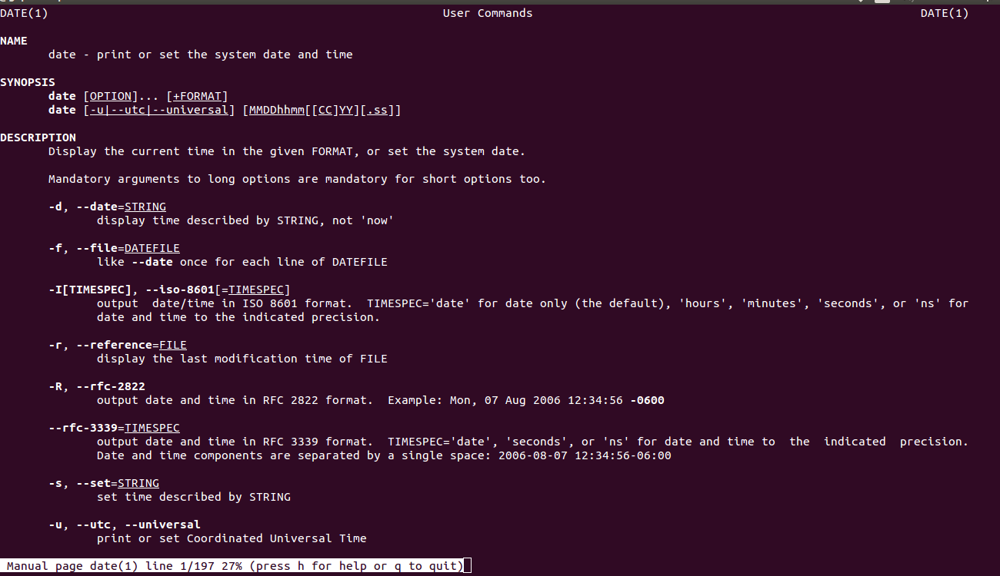 DATE(1) User Commands DATE(1)
NAME
date - print or set the system date and time
SYNOPSIS
date [OPTION]... [+FORMAT]
date [-u|--utc|--universal] [MMDDhhmm[[CC]YY][.ss]]
DESCRIPTION
Display the current time in the given FORMAT, or set the system date.
Mandatory arguments to long options are mandatory for short options too.
-d, --date=STRING
display time described by STRING, not 'now'
-f, --file=DATEFILE
like --date once for each line of DATEFILE
-I[TIMESPEC], --iso-8601[=TIMESPEC]
output  date/time in ISO 8601 format.  TIMESPEC='date' for date only (the default), 'hours', 'minutes', 'seconds', or 'ns' for
date and time to the indicated precision.
-r, --reference=FILE
display the last modification time of FILE
-R, --rfc-2822
output date and time in RFC 2822 format.  Example: Mon, 07 Aug 2006 12:34:56 -0600
--rfc-3339=TIMESPEC
output date and time in RFC 3339 format.  TIMESPEC='date', 'seconds', or 'ns' for date and time to  the  indicated  precision.
Date and time components are separated by a single space: 2006-08-07 12:34:56-06:00
-s, --set=STRING
set time described by STRING
-u, --utc, --universal
print or set Coordinated Universal Time
Manual page date(1) line 1/197 27% (press h for help or q to quit)